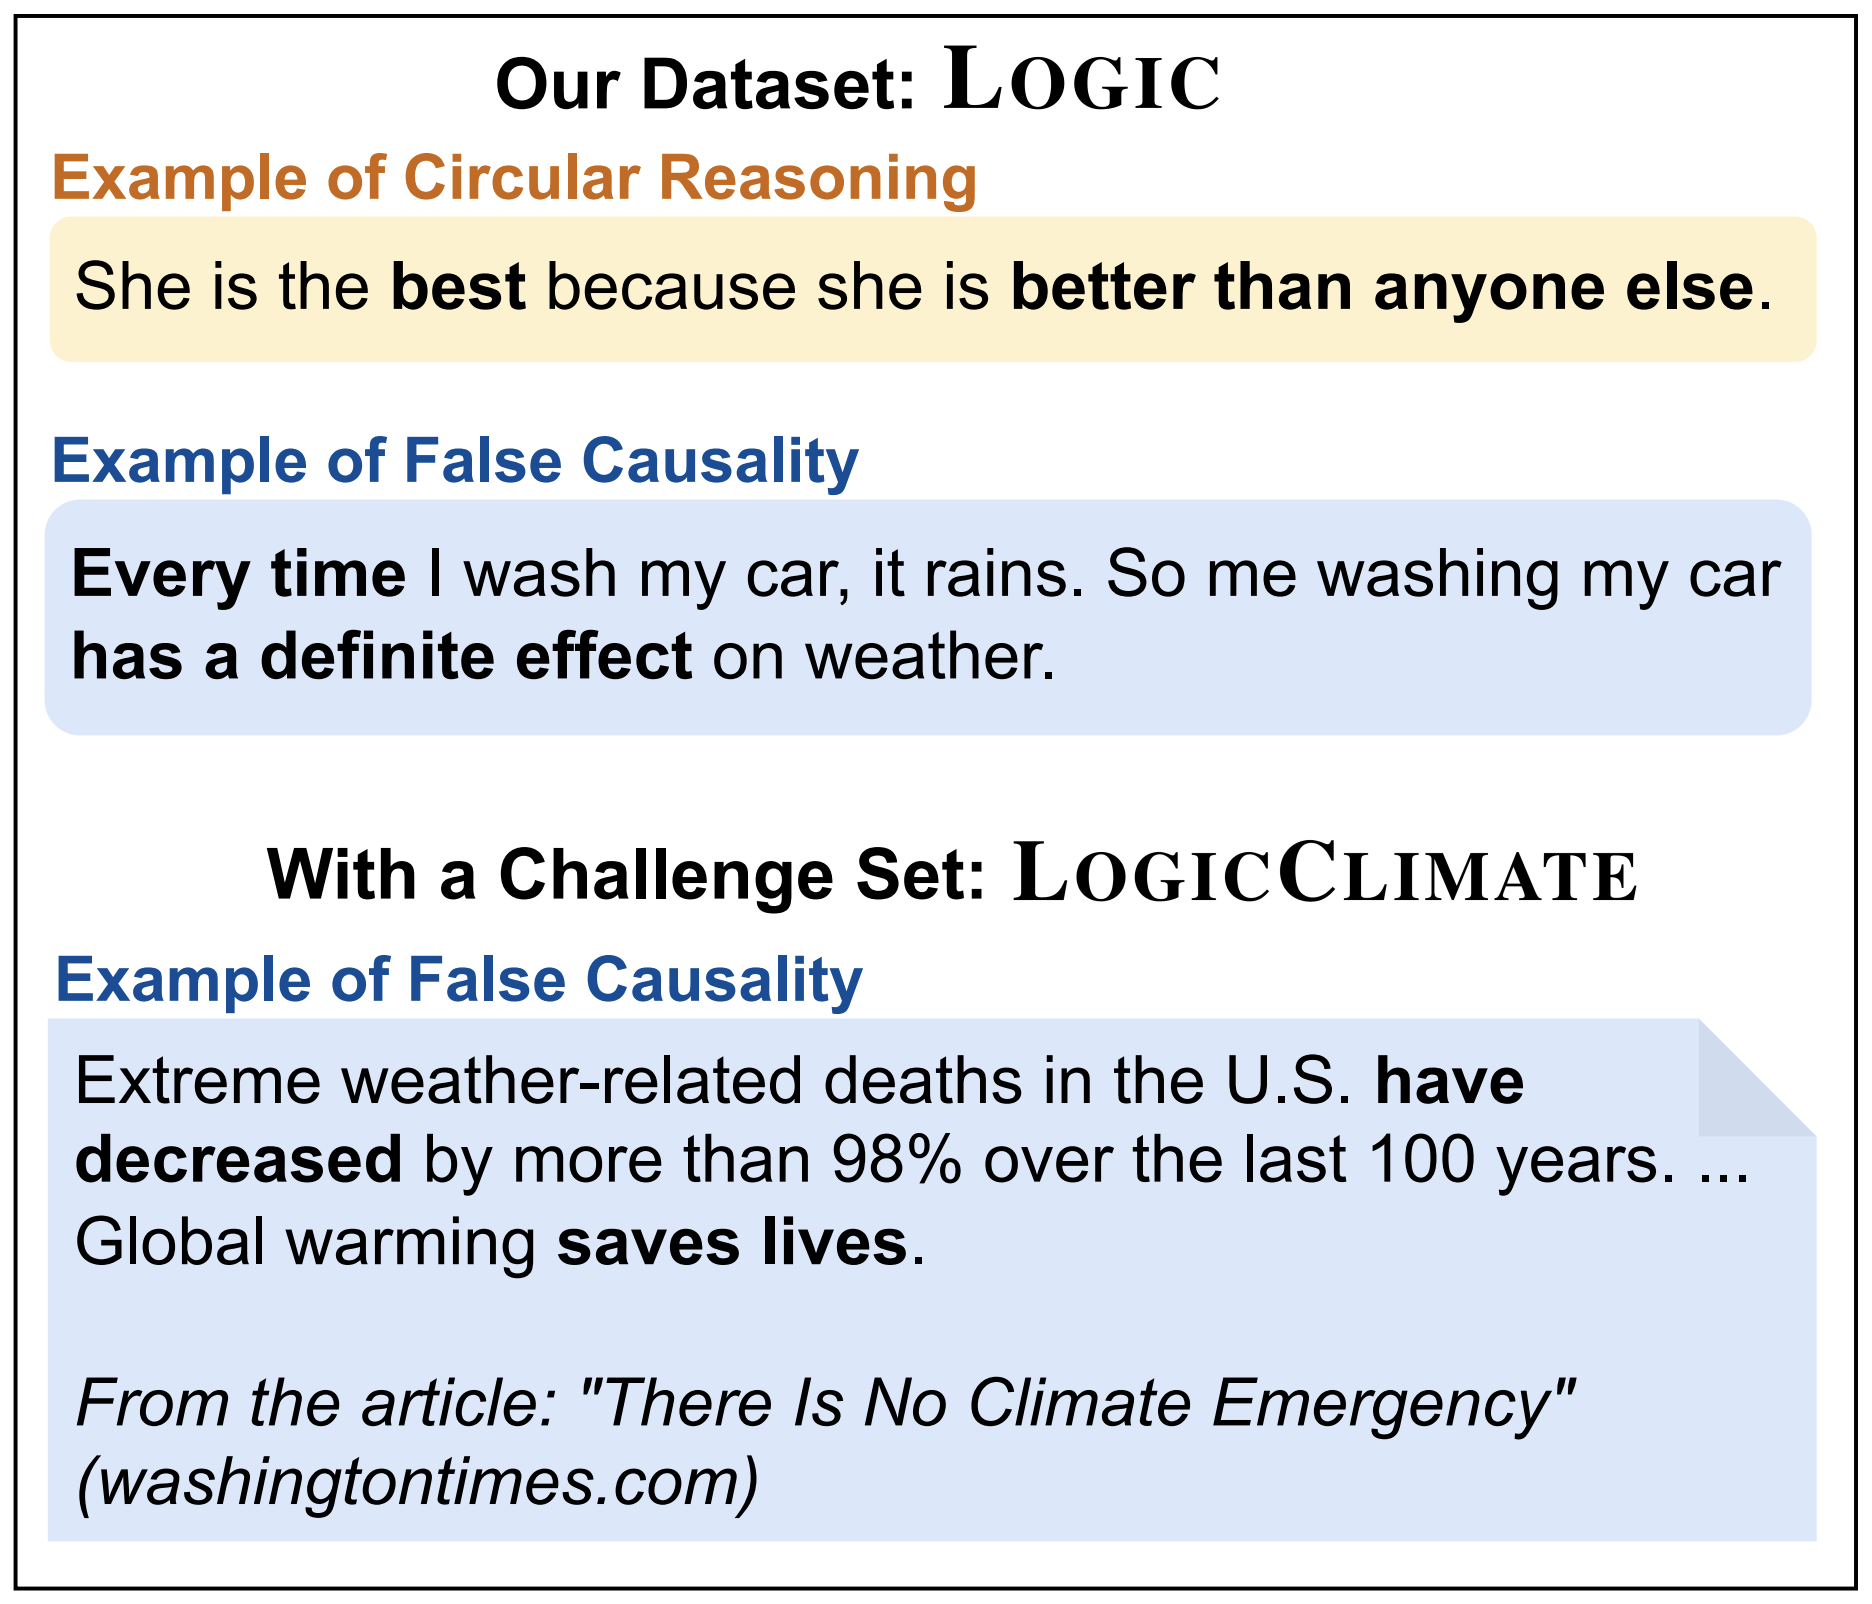 Our Dataset: LOGIC
Example of Circular Reasoning
She is the best because she is better than anyone else.
Example of False Causality
Every time I wash my car, it rains. So me washing my car
has a definite effect on weather.
With a Challenge Set: LOGICCLIMATE
Example of False Causality
Extreme weather-related deaths in the U.S. have
decreased by more than 98% over the last 100 years. ...
Global warming saves lives.
From the article: "There Is No Climate Emergency"
(washingtontimes.com)